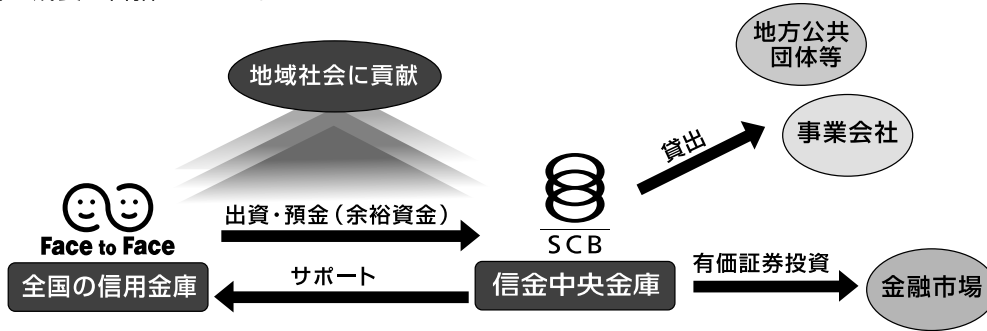 地方公共
団体等
地域社会に貢献
事業会社
貸出
出資・預金（余裕資金）
Face to Face
SCB
全国の信用金庫
サポート
信金中央金庫
有価証券投資
金融市場